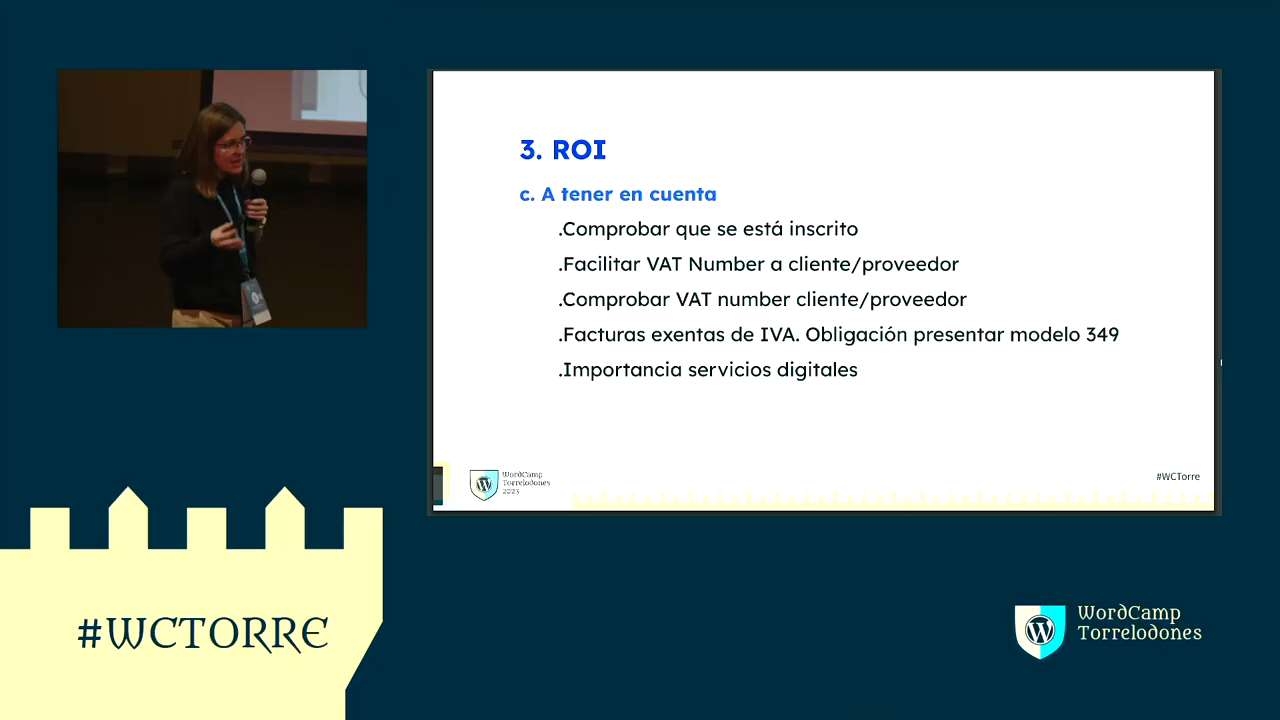 3. ROI
c. A tener en cuenta
.Comprobar que se está inscrito
.Facilitar VAT Number a cliente/proveedor
.Comprobar VAT number cliente/proveedor
.Facturas exentas de IVA. Obligación presentar modelo 349
.Importancia servicios digitales
WordCamp
Torrelodones
2023
#WCTorre
#WCTORRE
WordCamp
Torrelodones